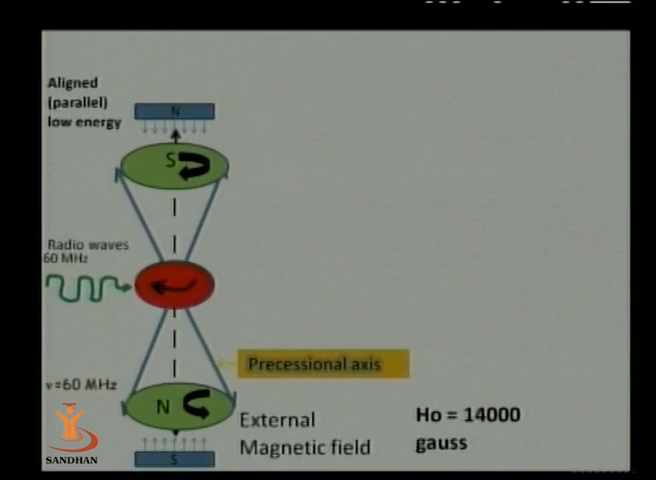 Aligned
(parallel)
low energy
N
S
Radio waves
60 MHz
Precessional axis
ν=60 MHz
N
External
Magnetic field
Ho = 14000
gauss
S
SANDHAN